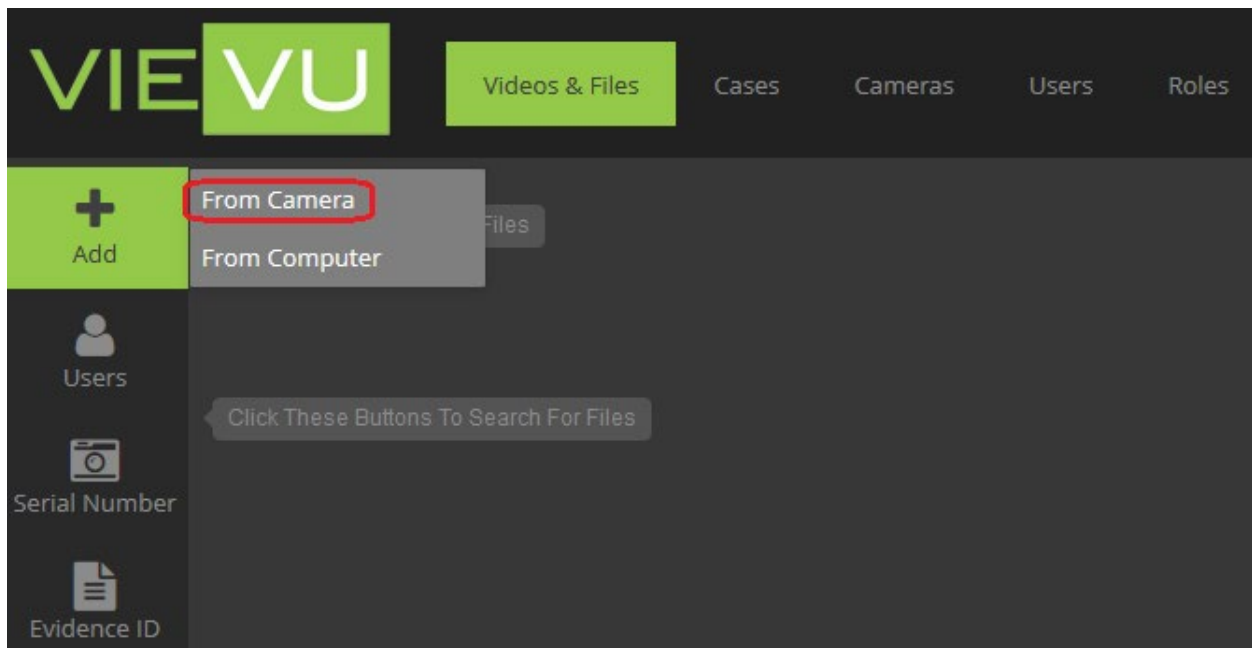 VIEVU
Videos & Files
Cases
Cameras
Users
Roles
Add
From Camera
From Computer
Files
Users
Click These Buttons To Search For Files
Serial Number
Evidence ID